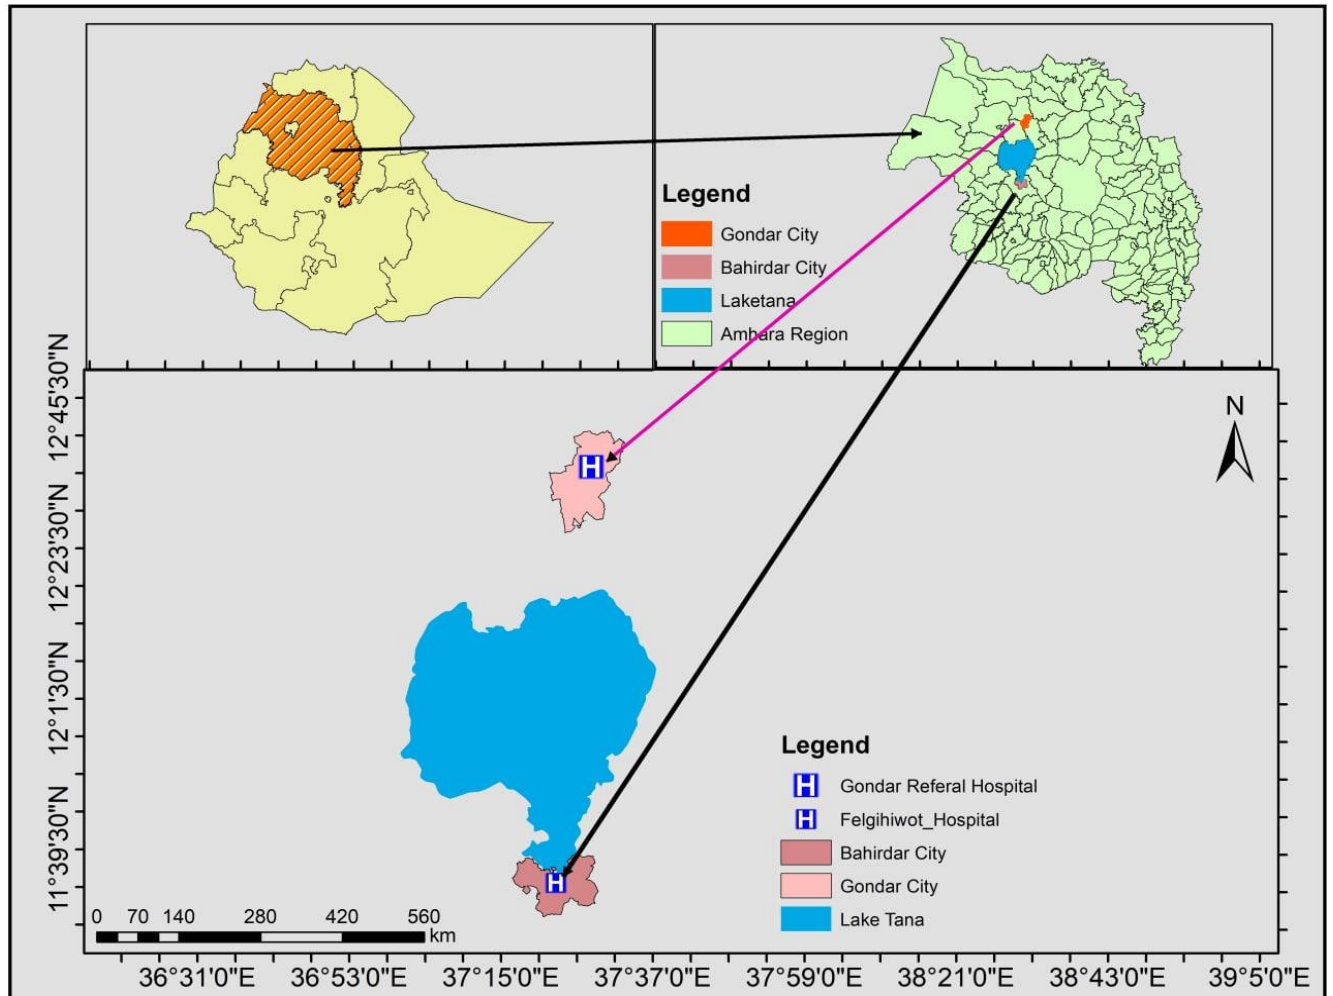 Legend
Gondar City
Bahirdar City
Laketana
Amhara Region
12°45'30"N
12°23'30"N
12°1'30"N
11°39'30"N
N
H
H
Legend
H Gondar Referal Hospital
H Felgihiwot_Hospital
Bahirdar City
Gondar City
Lake Tana
0 70 140 280 420 560
km
36°31'0"E 36°53'0"E 37°15'0"E 37°37'0"E 37°59'0"E 38°21'0"E 38°43'0"E 39°5'0"E